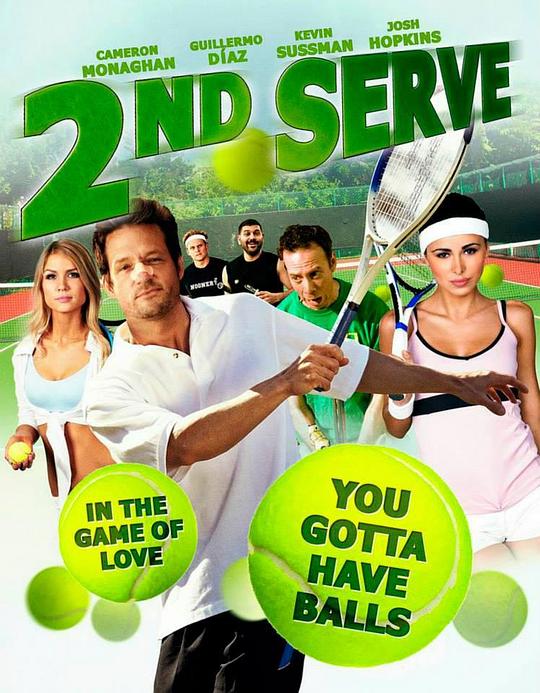 CAMERON
MONAGHAN
GUILLERMO
DÍAZ
KEVIN
SUSSMAN
JOSH
HOPKINS
2ND SERVE
IN THE
GAME OF
LOVE
YOU
GOTTA
HAVE
BALLS